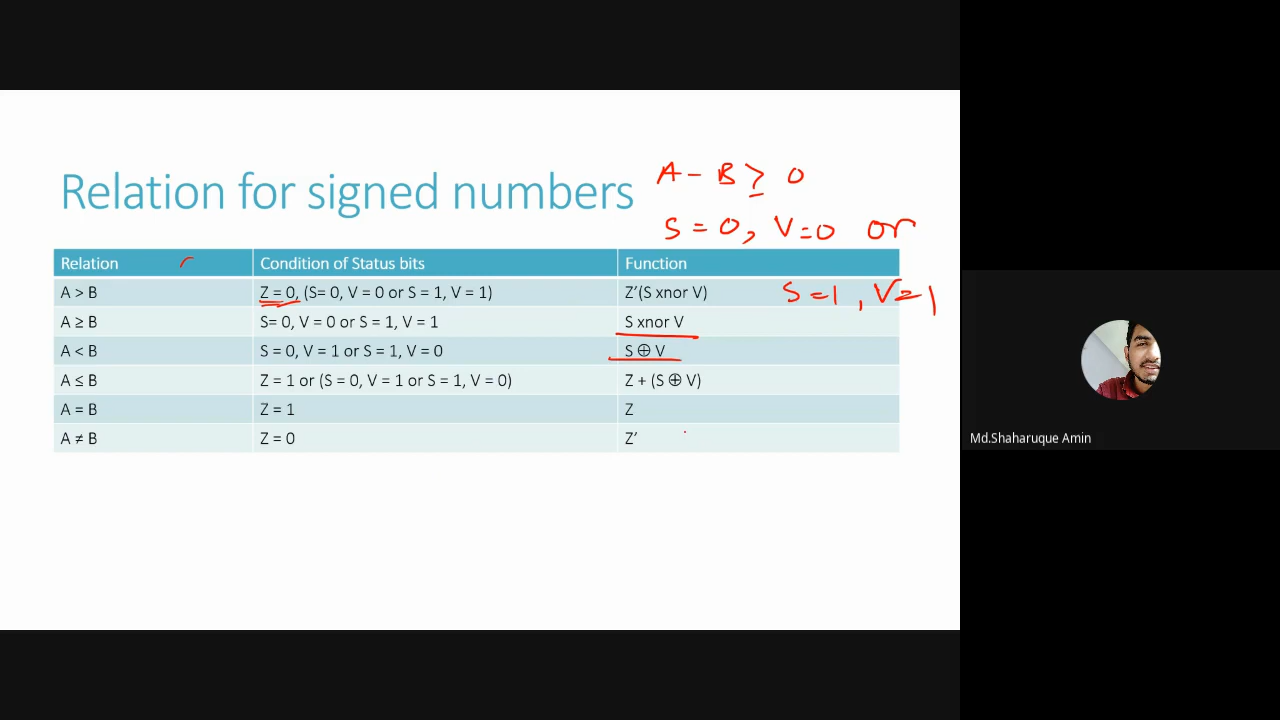 Relation for signed numbers
A - B ≥ 0
S = 0, V = 0 or
S = 1, V = 1
Relation Condition of Status bits Function
A > B Z = 0, (S= 0, V = 0 or S = 1, V = 1) Z’(S xnor V)
A ≥ B S= 0, V = 0 or S = 1, V = 1 S xnor V
A < B S = 0, V = 1 or S = 1, V = 0 S ⊕ V
A ≤ B Z = 1 or (S = 0, V = 1 or S = 1, V = 0) Z + (S ⊕ V)
A = B Z = 1 Z
A ≠ B Z = 0 Z’
Md.Shaharuque Amin